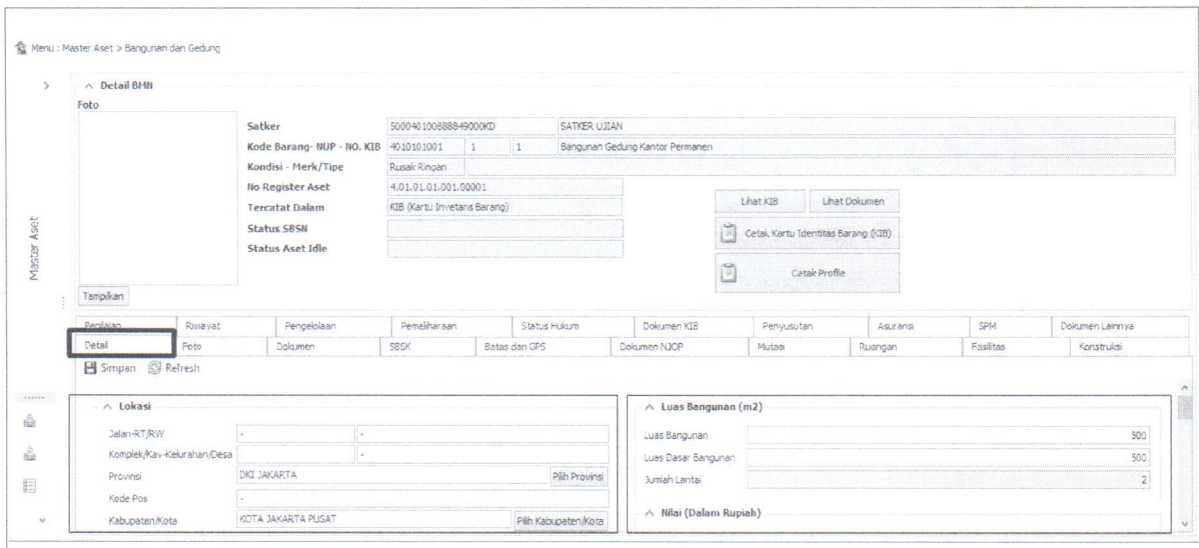 Menu : Master Aset > Bangunan dan Gedung
Detail BMN
Foto
Satker 500040100888849000KD SATKER UJIAN
Kode Barang- NUP - NO. KIB 4010101001 1 1 Bangunan Gedung Kantor Permanen
Kondisi - Merk/Tipe Rusak Ringan
No Register Aset 4.01.01.01.001.00001
Tercatat Dalam KIB (Kartu Invetaris Barang)
Status SBSN
Status Aset Idle
Lihat KIB Lihat Dokumen
Cetak Kartu Identitas Barang (KIB)
Cetak Profile
Master Aset
Tampilkan
Penilaian Riwayat Pengelolaan Pemeliharaan Status Hukum Dokumen KIB Penyusutan Asuransi SPM Dokumen Lainnya
Detail Foto Dokumen SBSK Batas dan GPS Dokumen NJOP Mutasi Ruangan Fasilitas Konstruksi
Simpan Refresh
Lokasi
Jalan-RT/RW - -
Komplek/Kav-Kelurahan/Desa -
Provinsi DKI JAKARTA Pilih Provinsi
Kode Pos -
Kabupaten/Kota KOTA JAKARTA PUSAT Pilih Kabupaten/Kota
Luas Bangunan (m2)
Luas Bangunan 500
Luas Dasar Bangunan 500
Jumlah Lantai 2
Nilai (Dalam Rupiah)